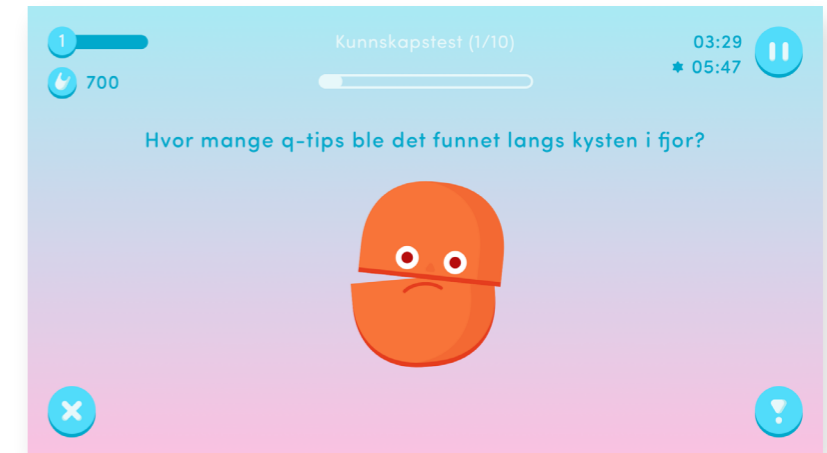 1
Kunnskapstest (1/10)
03:29
700
05:47
Hvor mange q-tips ble det funnet langs kysten i fjor?